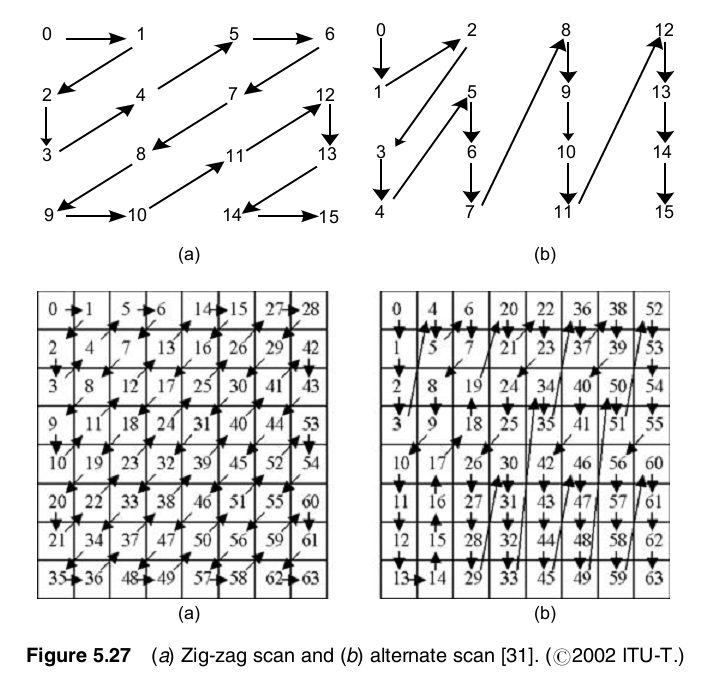 0 1 5 6
2 4 7 12
3 8 11 13
9 10 14 15
(a)
0 2 8 12
1 5 9 13
3 6 10 14
4 7 11 15
(b)
0 1 5 6 14 15 27 28
2 4 7 13 16 26 29 42
3 8 12 17 25 30 41 43
9 11 18 24 31 40 44 53
10 19 23 32 39 45 52 54
20 22 33 38 46 51 55 60
21 34 37 47 50 56 59 61
35 36 48 49 57 58 62 63
(a)
0 4 6 20 22 36 38 52
1 5 7 21 23 37 39 53
2 8 19 24 34 40 50 54
3 9 18 25 35 41 51 55
10 17 26 30 42 46 56 60
11 16 27 31 43 47 57 61
12 15 28 32 44 48 58 62
13 14 29 33 45 49 59 63
(b)
Figure 5.27 (a) Zig-zag scan and (b) alternate scan [31]. (©2002 ITU-T.)